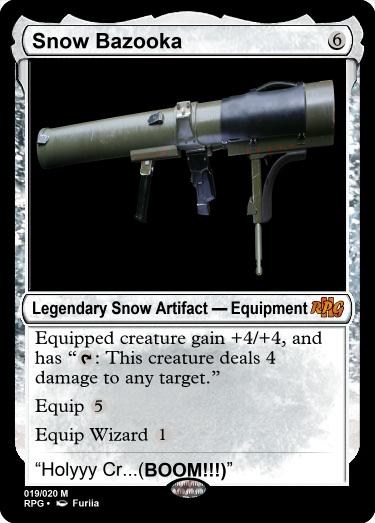 Snow Bazooka 6
Legendary Snow Artifact — Equipment RPG
Equipped creature gain +4/+4, and
has “: This creature deals 4
damage to any target.”
Equip 5
Equip Wizard 1
“Holyyy Cr...(BOOM!!!)”
019/020 M
RPG • Furiia